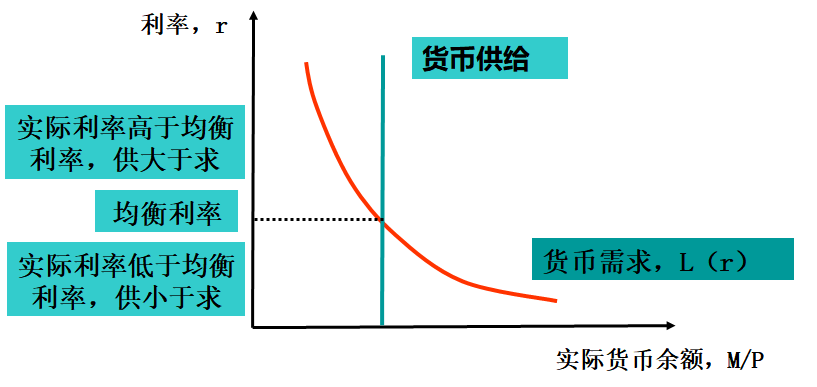 利率，r
货币供给
实际利率高于均衡
利率，供大于求
均衡利率
实际利率低于均衡
利率，供小于求
货币需求，L（r）
实际货币余额，M/P